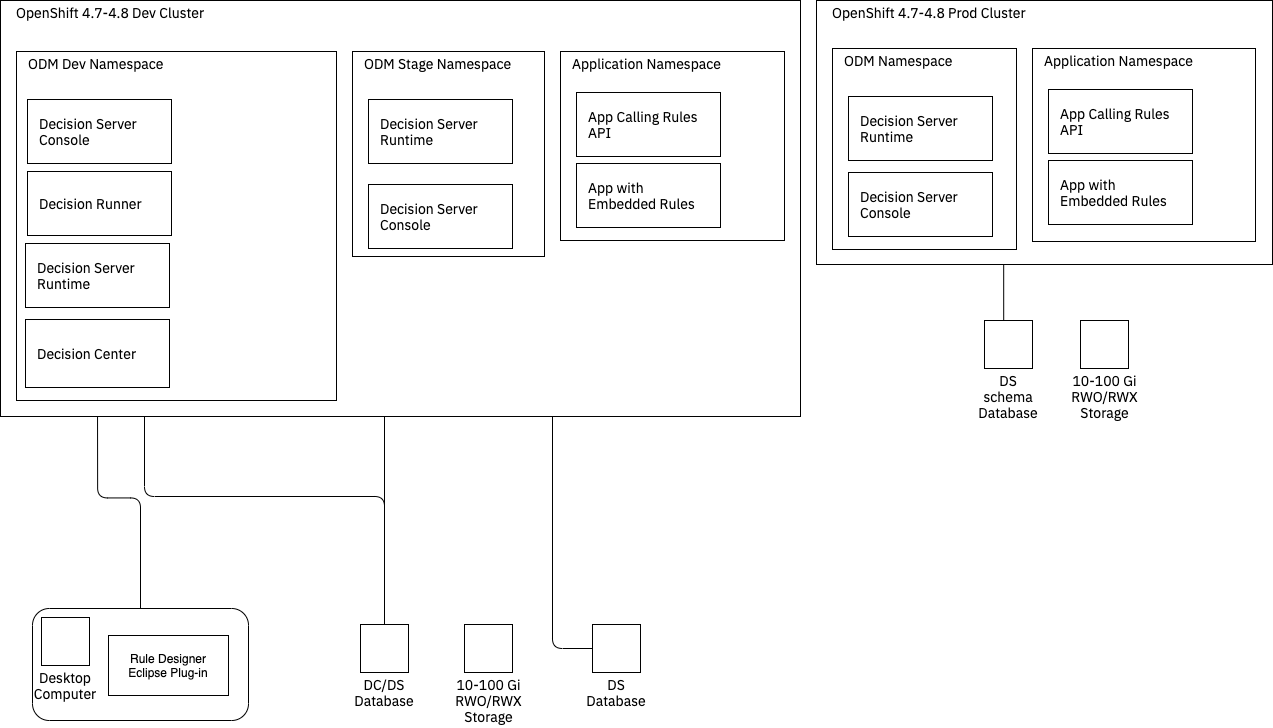 OpenShift 4.7-4.8 Dev Cluster
ODM Dev Namespace
Decision Server
Console
Decision Runner
Decision Server
Runtime
Decision Center
ODM Stage Namespace
Decision Server
Runtime
Decision Server
Console
Application Namespace
App Calling Rules
API
App with
Embedded Rules
OpenShift 4.7-4.8 Prod Cluster
ODM Namespace
Decision Server
Runtime
Decision Server
Console
Application Namespace
App Calling Rules
API
App with
Embedded Rules
DS
schema
Database
10-100 Gi
RWO/RWX
Storage
Desktop
Computer
Rule Designer
Eclipse Plug-in
DC/DS
Database
10-100 Gi
RWO/RWX
Storage
DS
Database